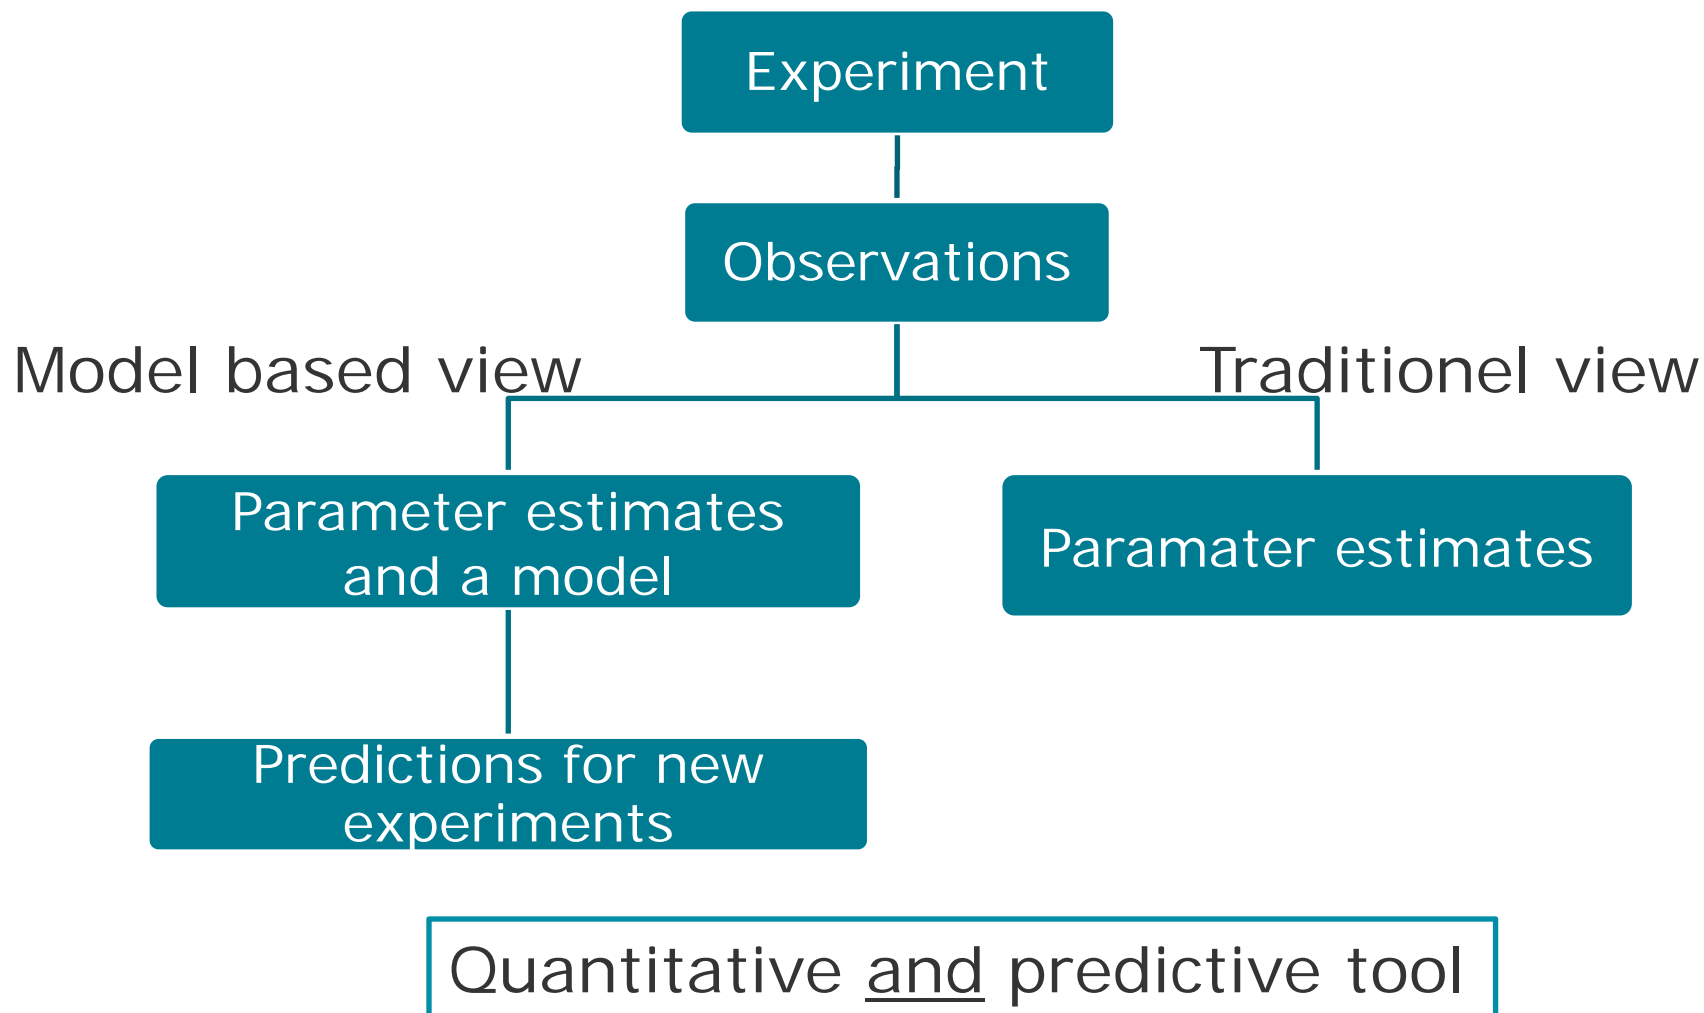 Experiment
Observations
Model based view
Traditionel view
Parameter estimates
and a model
Paramater estimates
Predictions for new
experiments
Quantitative and predictive tool